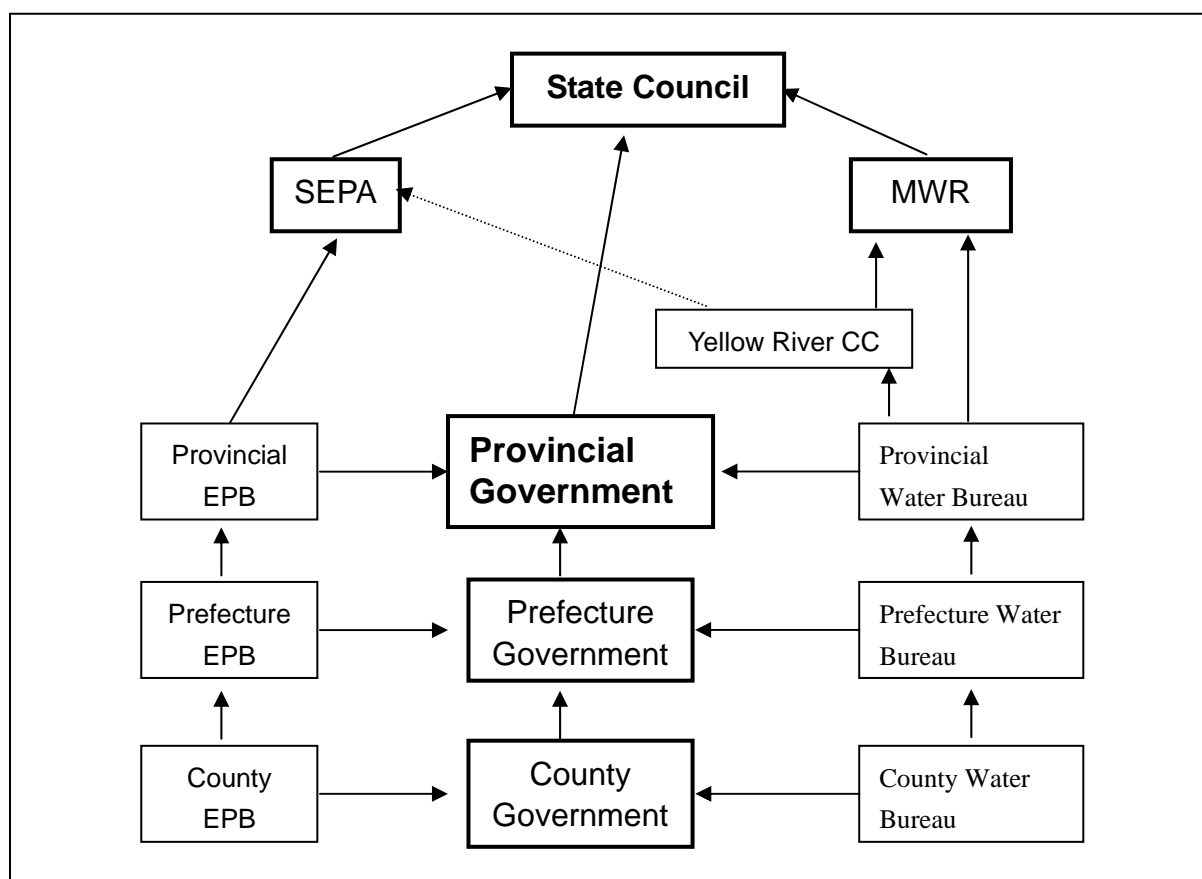 State Council
SEPA
MWR
Yellow River CC
Provincial
EPB
Provincial
Government
Provincial
Water Bureau
Prefecture
EPB
Prefecture
Government
Prefecture Water
Bureau
County
EPB
County
Government
County Water
Bureau